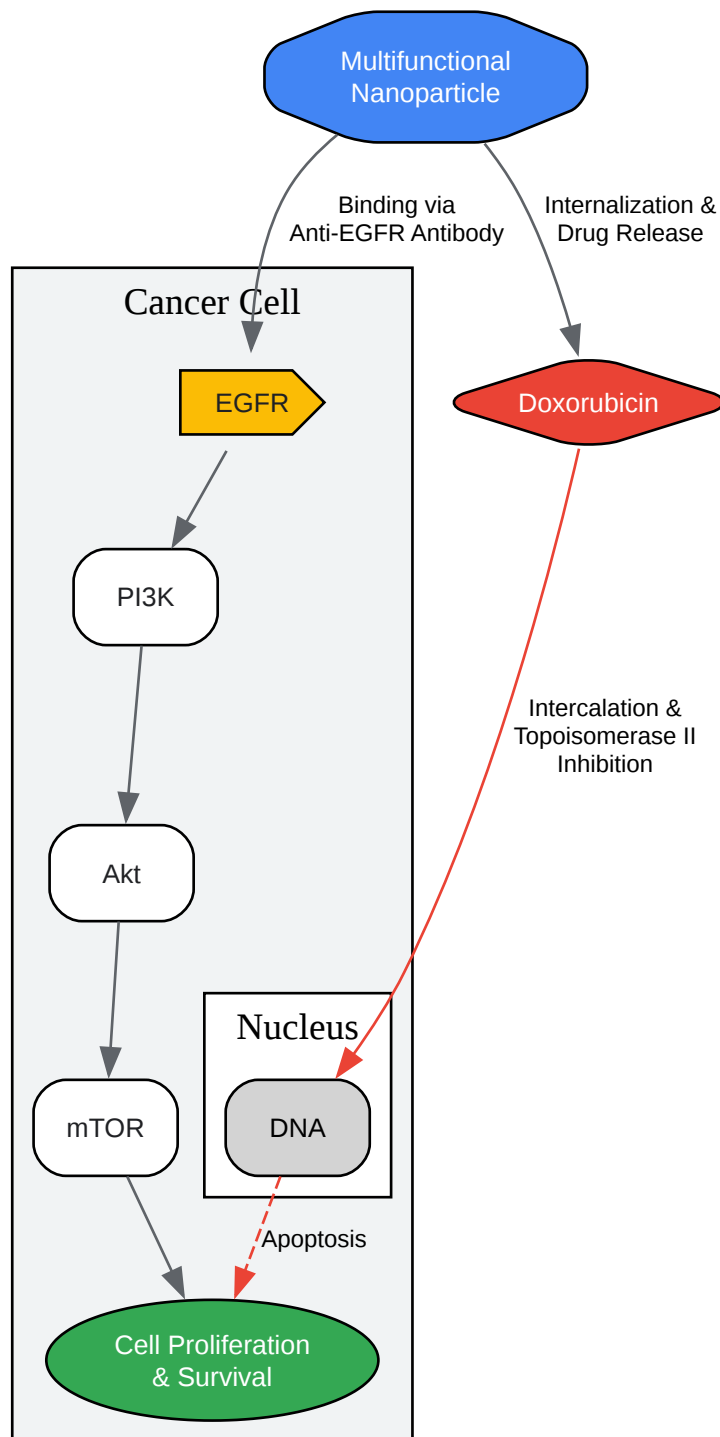 Multifunctional
Nanoparticle
Binding via
Anti-EGFR Antibody
Internalization &
Drug Release
Cancer Cell
EGFR
Doxorubicin
PI3K
Intercalation &
Topoisomerase II
Inhibition
Akt
Nucleus
mTOR
DNA
Apoptosis
Cell Proliferation
& Survival